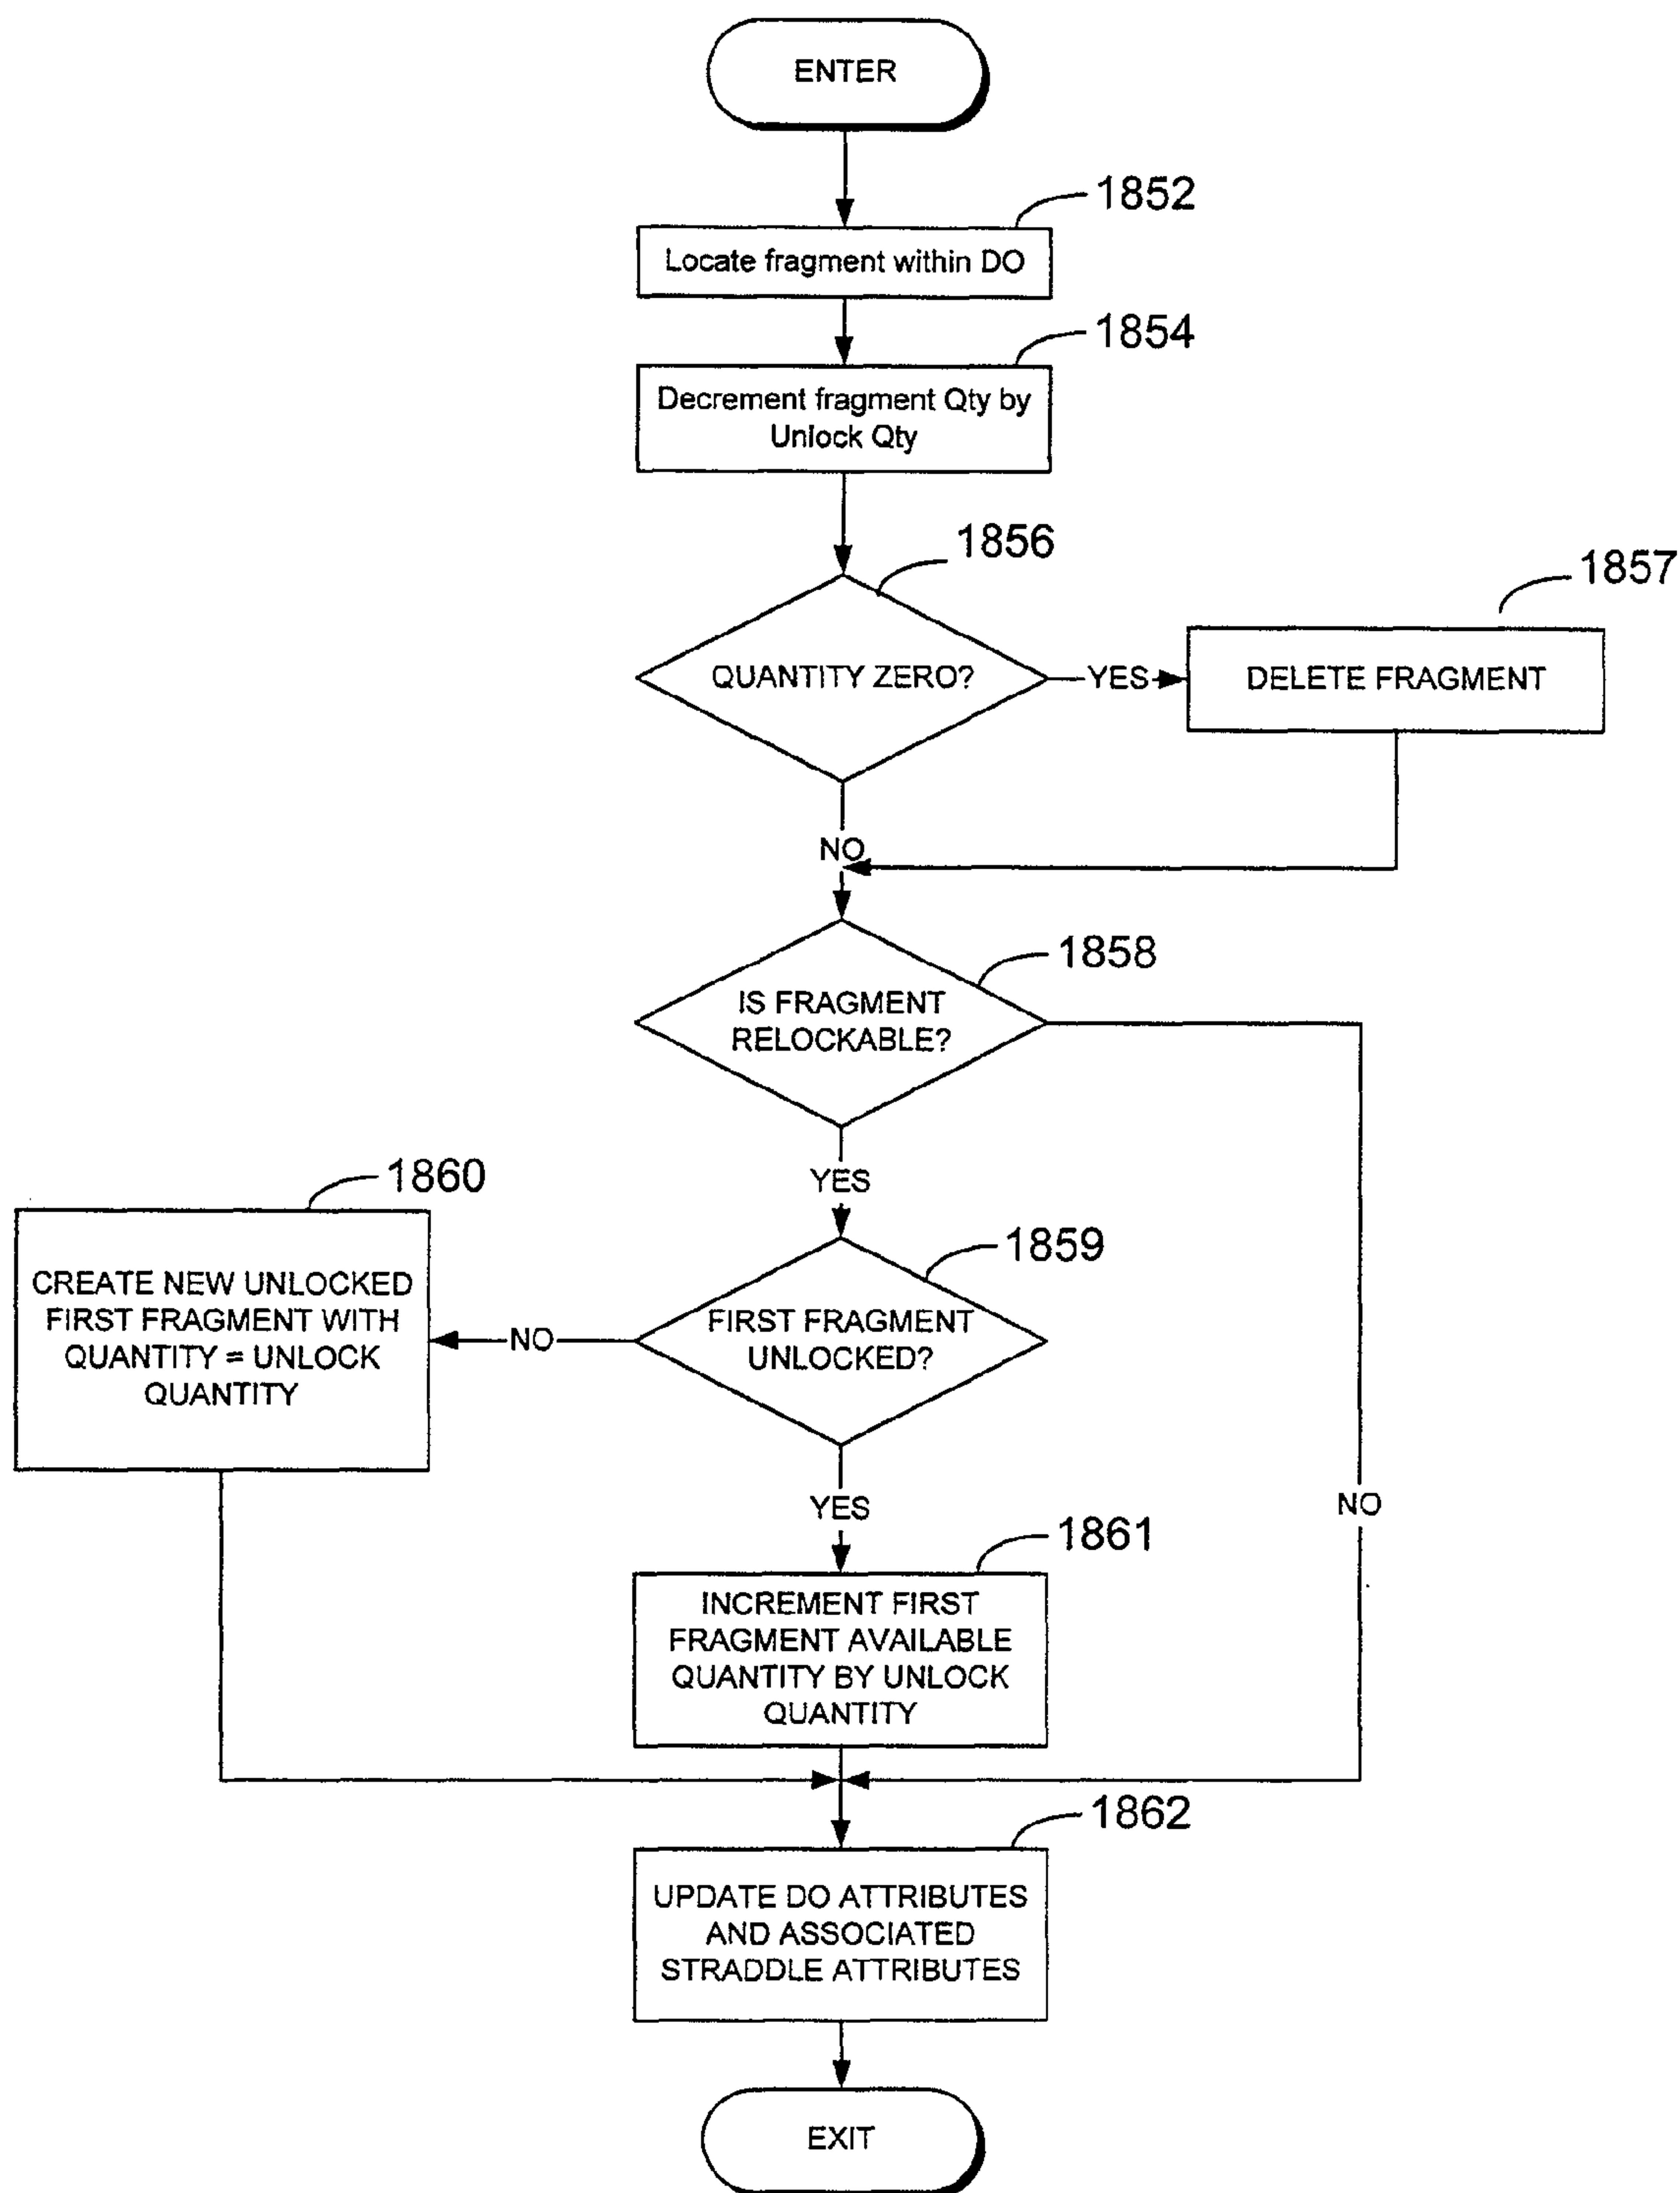 ENTER
1852
Locate fragment within DO
1854
Decrement fragment Qty by
Unlock Qty
1856
1857
QUANTITY ZERO?
YES
DELETE FRAGMENT
NO
1858
IS FRAGMENT
RELOCKABLE?
YES
1860
1859
CREATE NEW UNLOCKED
FIRST FRAGMENT WITH
QUANTITY = UNLOCK
QUANTITY
NO
FIRST FRAGMENT
UNLOCKED?
YES
NO
1861
INCREMENT FIRST
FRAGMENT AVAILABLE
QUANTITY BY UNLOCK
QUANTITY
1862
UPDATE DO ATTRIBUTES
AND ASSOCIATED
STRADDLE ATTRIBUTES
EXIT